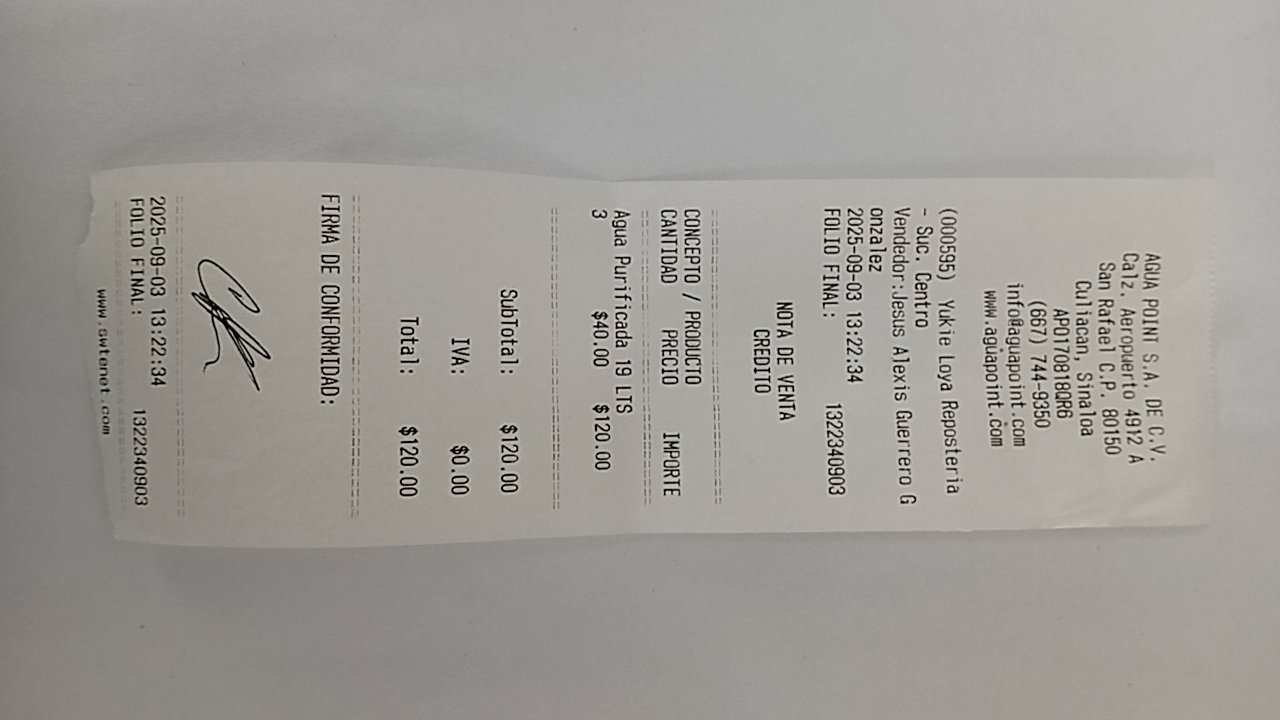 AGUA POINT S.A. DE C.V.
Calz. Aeropuerto 4912 A
San Rafael C.P. 80150
Culiacan, Sinaloa
APO170818QR6
(667) 744-9350
info@aguapoint.com
www.aguapoint.com
(000595) Yukie Loya Reposteria
- Suc. Centro
Vendedor:Jesus Alexis Guerrero G
onzalez
2025-09-03 13:22:34
FOLIO FINAL: 1322340903
NOTA DE VENTA
CREDITO
CONCEPTO / PRODUCTO
CANTIDAD PRECIO IMPORTE
Agua Purificada 19 LTS
3 $40.00 $120.00
SubTotal: $120.00
IVA: $0.00
Total: $120.00
FIRMA DE CONFORMIDAD:
2025-09-03 13:22:34
FOLIO FINAL: 1322340903
www.swtenet.com